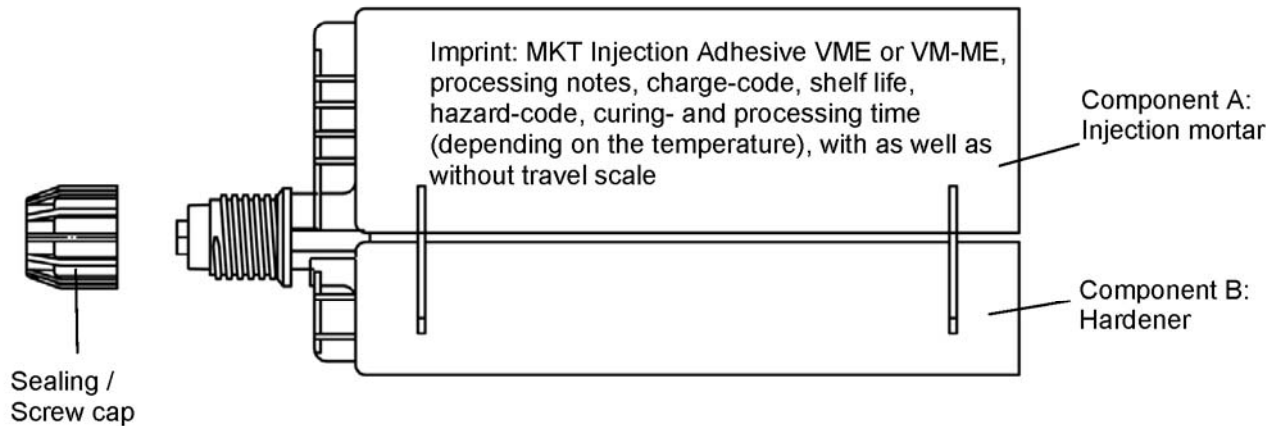 Imprint: MKT Injection Adhesive VME or VM-ME,
processing notes, charge-code, shelf life,
hazard-code, curing- and processing time
(depending on the temperature), with as well as
without travel scale
Component A:
Injection mortar
Component B:
Hardener
Sealing /
Screw cap